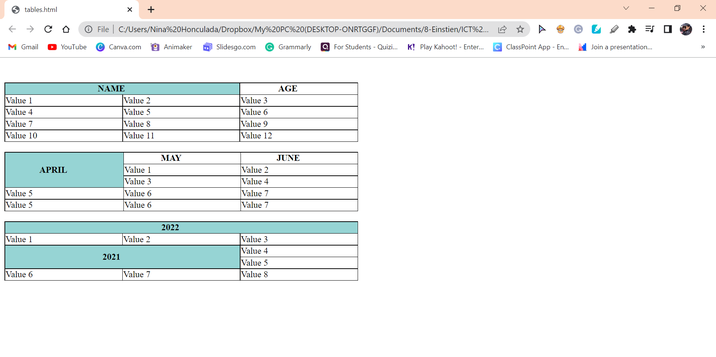 tables.html
File | C:/Users/Nina%20Honculada/Dropbox/My%20PC%20(DESKTOP-ONRTGGF)/Documents/8-Einstien/ICT%2...
Gmail YouTube Canva.com Animaker Slidesgo.com Grammarly For Students - Quizi... K! Play Kahoot! - Enter... ClassPoint App - En... Join a presentation... »
NAME AGE
Value 1 Value 2 Value 3
Value 4 Value 5 Value 6
Value 7 Value 8 Value 9
Value 10 Value 11 Value 12
APRIL MAY JUNE
Value 1 Value 2
Value 3 Value 4
Value 5 Value 6 Value 7
Value 5 Value 6 Value 7
2022
Value 1 Value 2 Value 3
2021 Value 4
Value 5
Value 6 Value 7 Value 8